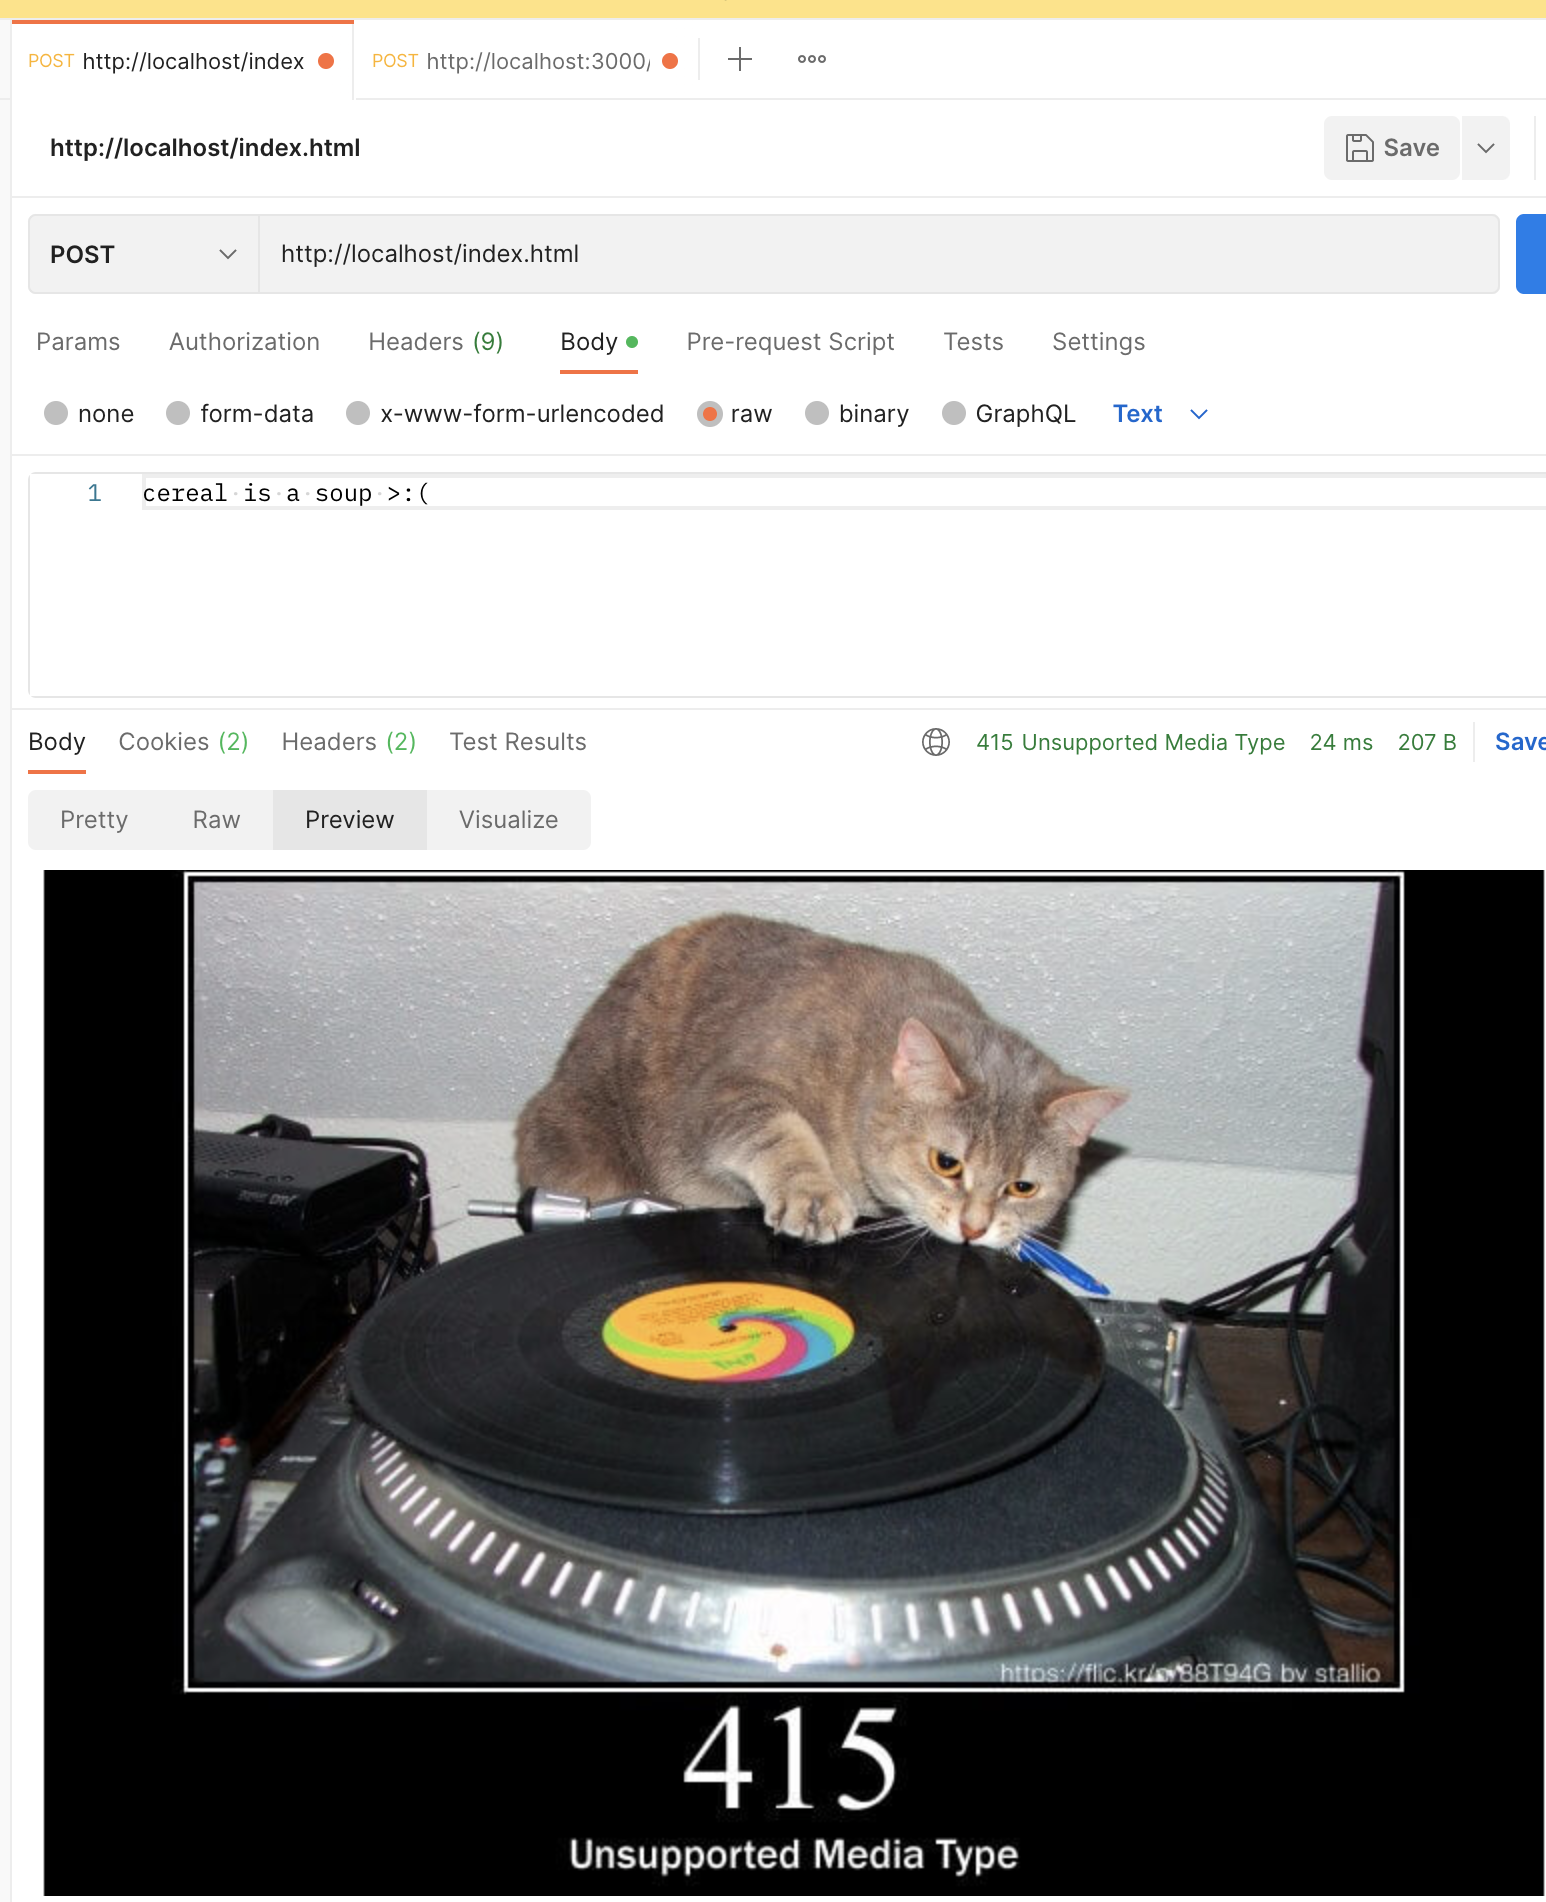 POST http://localhost/index POST http://localhost:3000/
http://localhost/index.html Save
POST http://localhost/index.html
Params Authorization Headers (9) Body Pre-request Script Tests Settings
none form-data x-www-form-urlencoded raw binary GraphQL Text
1 cereal is a soup >:(
Body Cookies (2) Headers (2) Test Results 415 Unsupported Media Type 24 ms 207 B Save
Pretty Raw Preview Visualize
https://flic.kr/p/88T94G by stallio
415
Unsupported Media Type